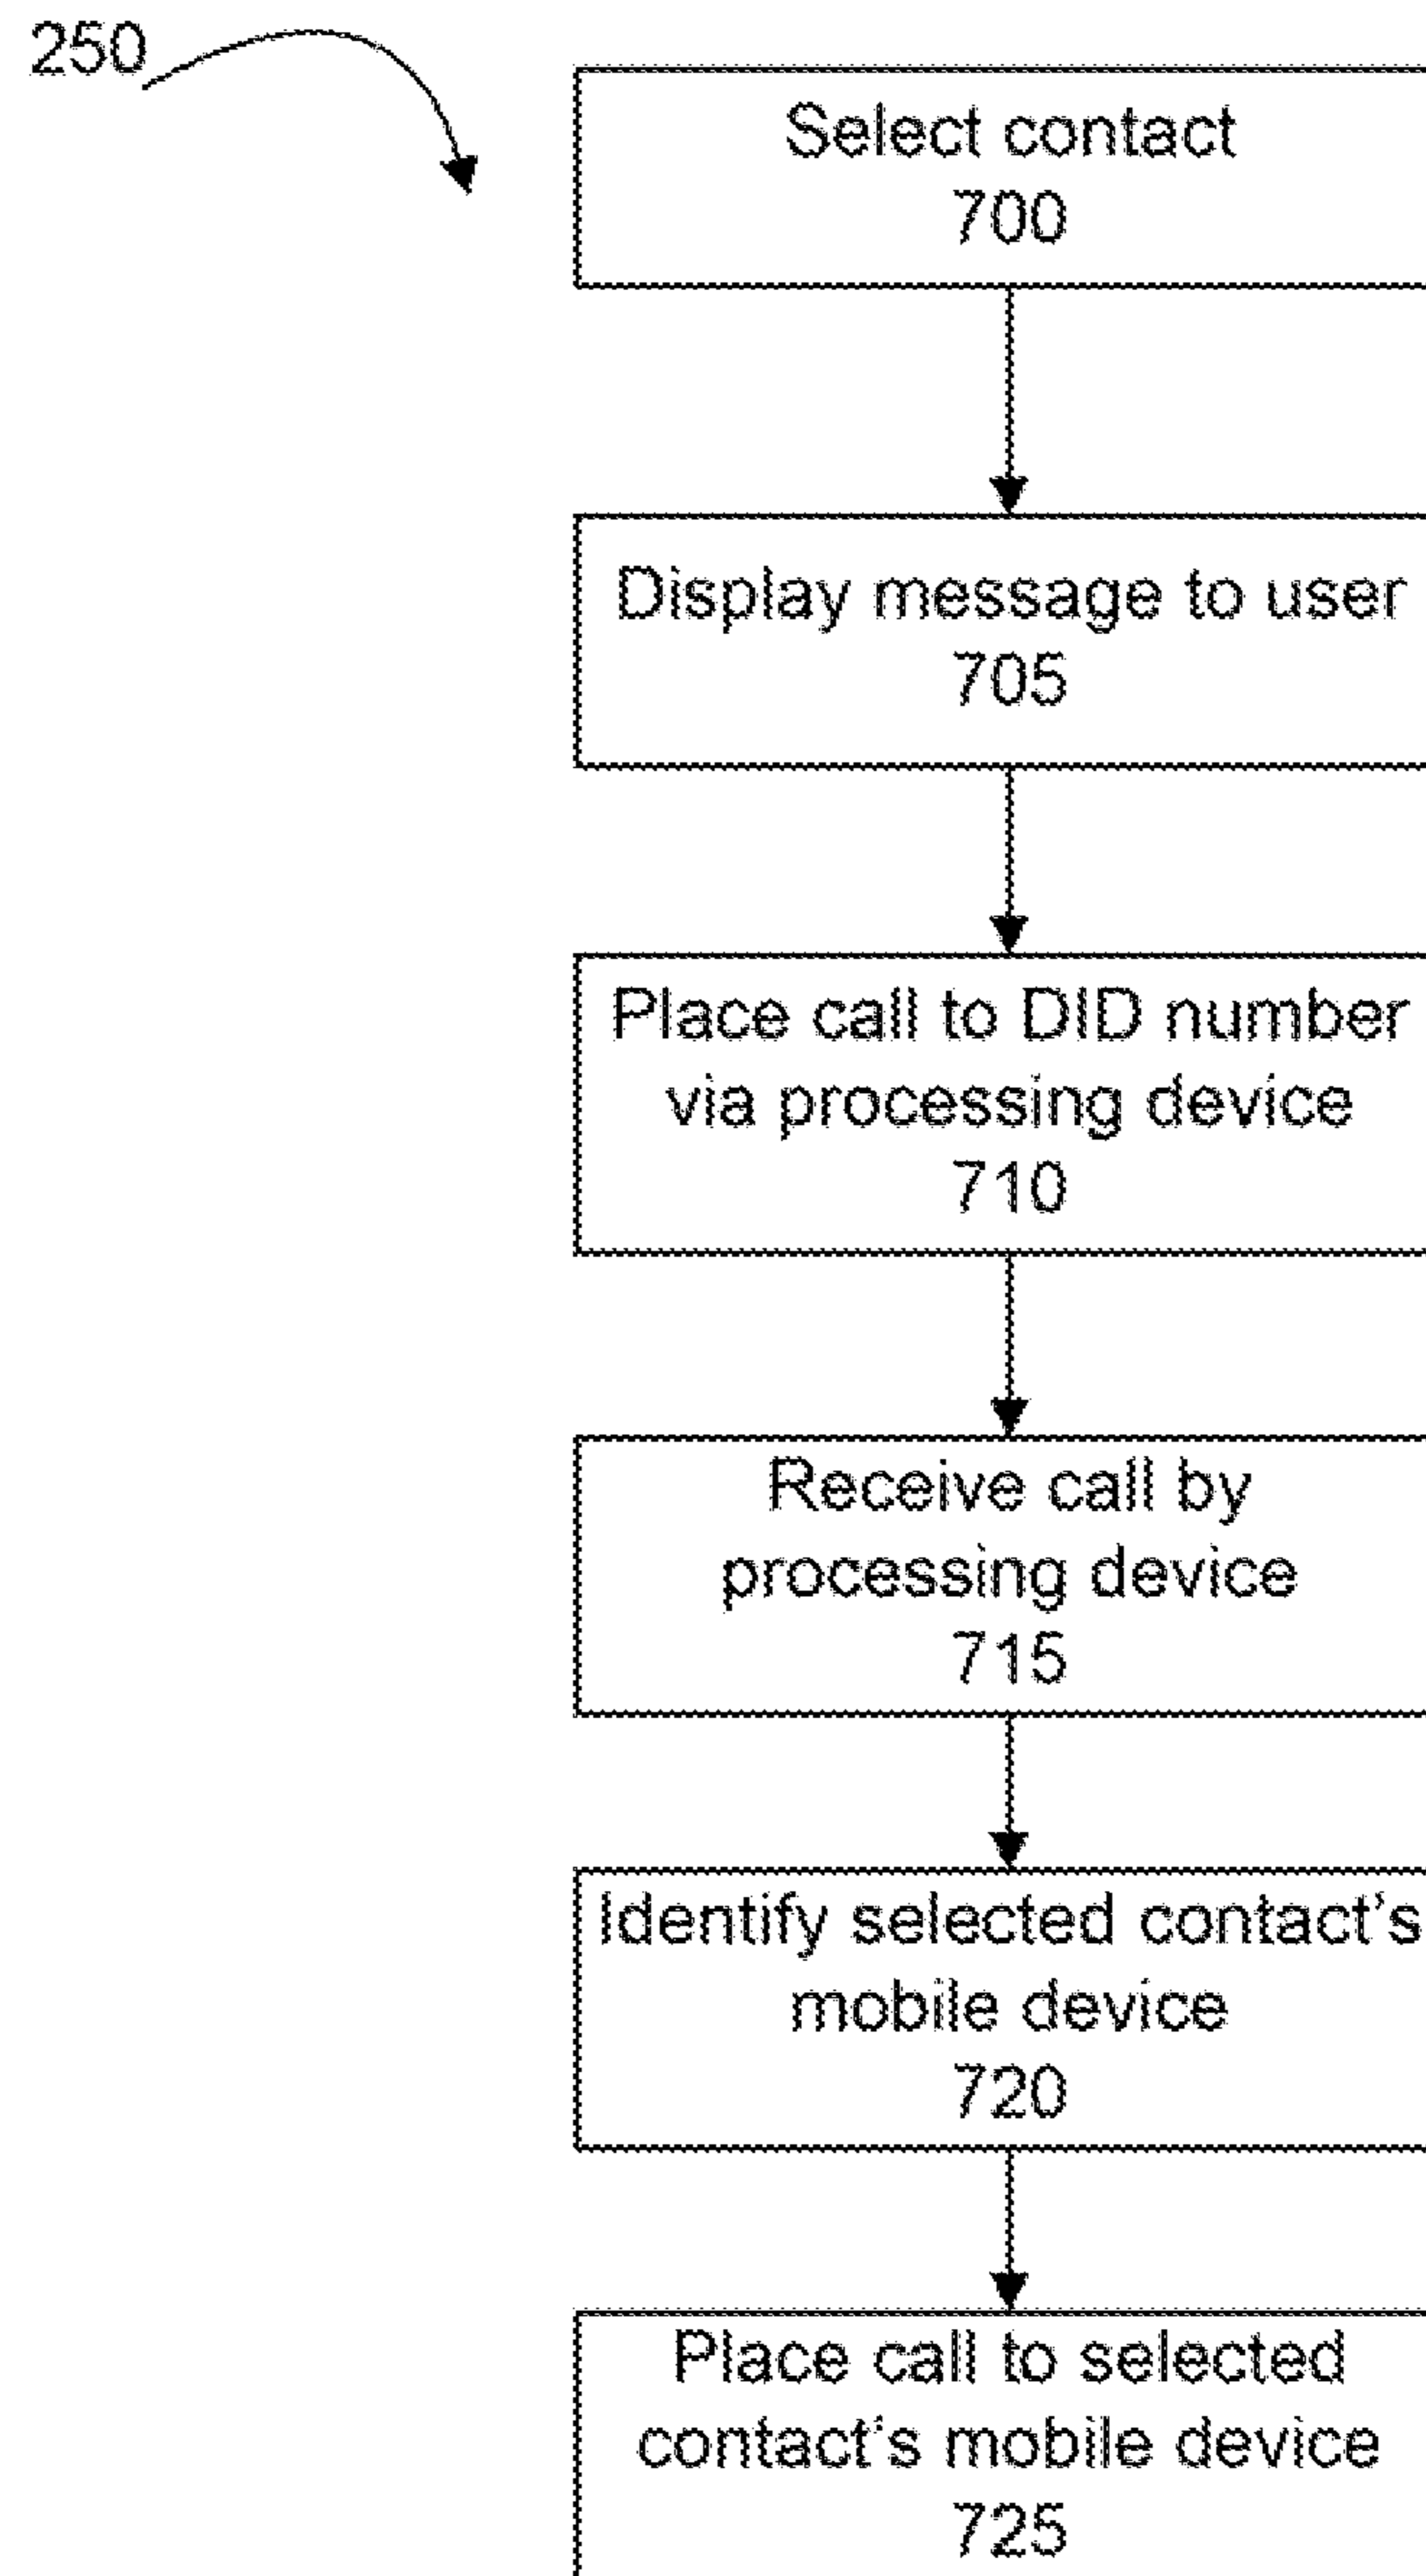 250
Select contact
700
Display message to user
705
Place call to DID number
via processing device
710
Receive call by
processing device
715
Identify selected contact's
mobile device
720
Place call to selected
contact's mobile device
725